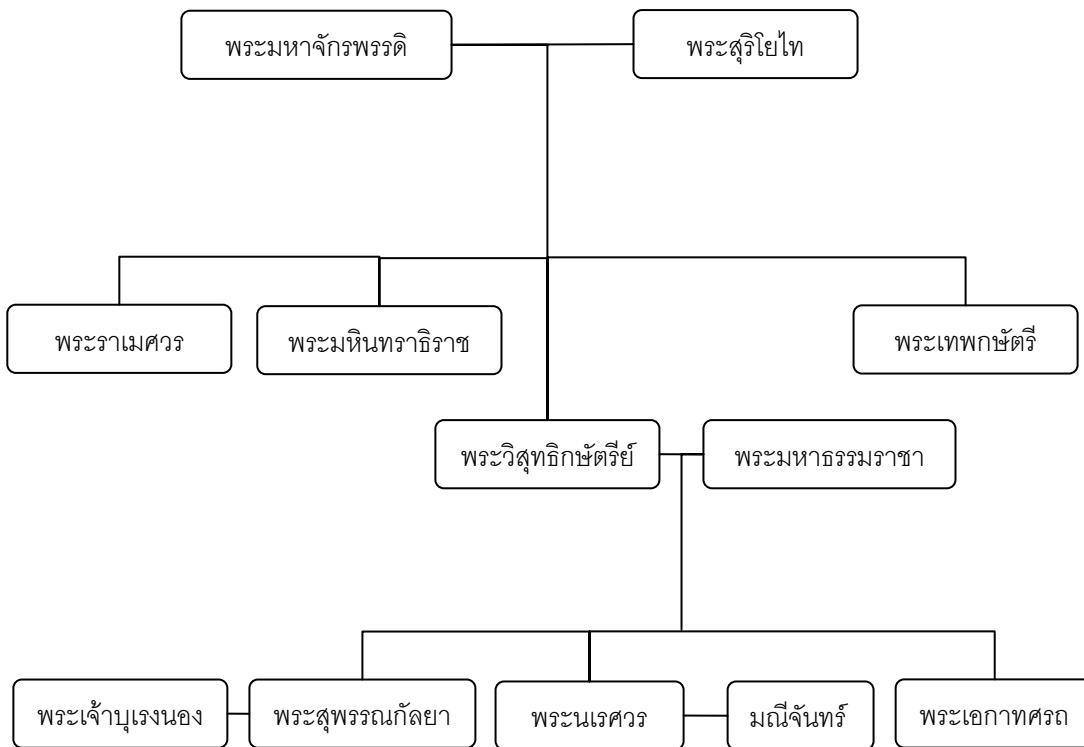 พระมหาจักรพรรดิ
พระสุริโยไท
พระราเมศวร
พระมหินทราธิราช
พระเทพกษัตรี
พระวิสุทธิกษัตรีย์
พระมหาธรรมราชา
พระเจ้าบุเรงนอง
พระสุพรรณกัลยา
พระนเรศวร
มณีจันทร์
พระเอกาทศรถ